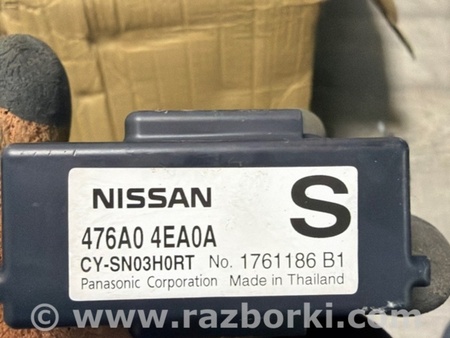 NISSAN S
476A0 4EA0A
CY-SN03H0RT No. 1761186 B1
Panasonic Corporation Made in Thailand
www.razborki.com